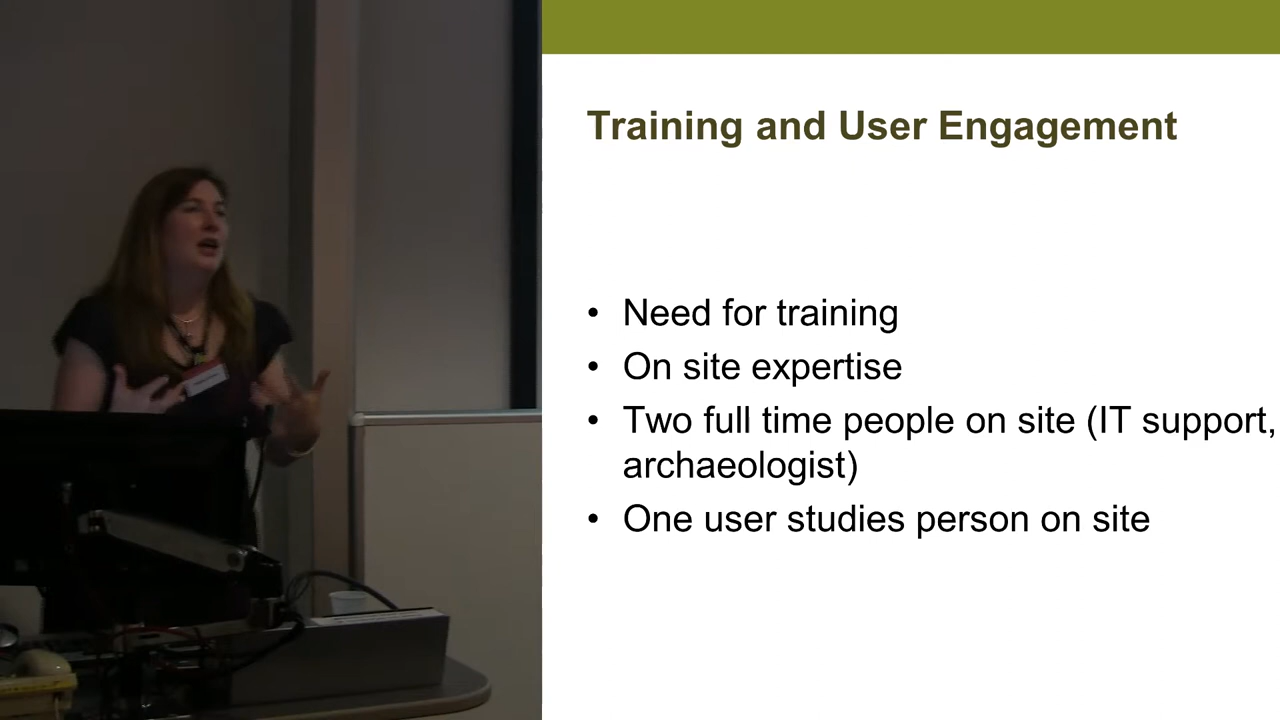 Training and User Engagement
• Need for training
• On site expertise
• Two full time people on site (IT support,
archaeologist)
• One user studies person on site